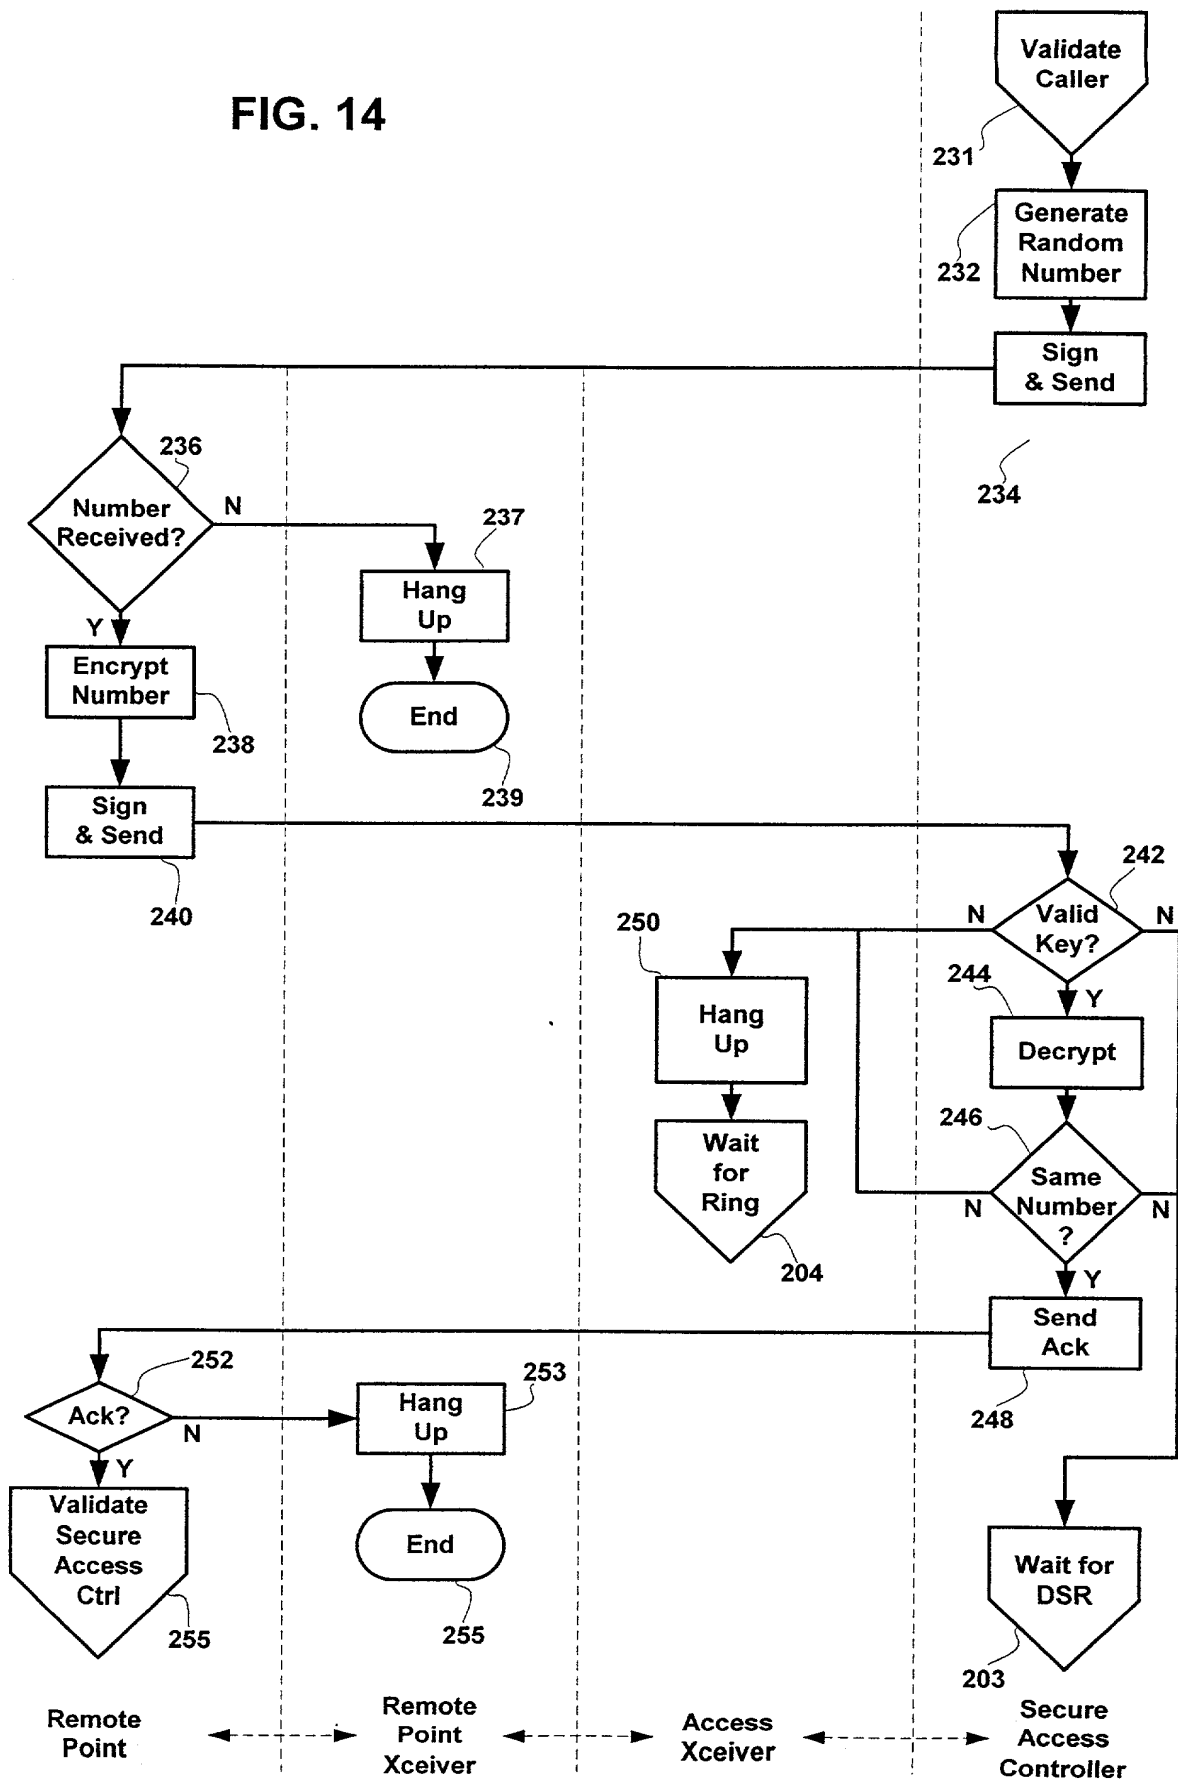 FIG. 14
Validate
Caller
231
Generate
Random
Number
232
Sign
& Send
234
Number
Received?
236
N
Y
237
Hang
Up
End
239
Encrypt
Number
238
Sign
& Send
240
Valid
Key?
242
N
N
Y
250
Hang
Up
Wait
for
Ring
204
244
Decrypt
246
Same
Number
?
N
N
Y
Send
Ack
248
Ack?
252
N
Y
253
Hang
Up
End
255
Validate
Secure
Access
Ctrl
255
Wait for
DSR
203
Remote
Point
Remote
Point
Xceiver
Access
Xceiver
Secure
Access
Controller